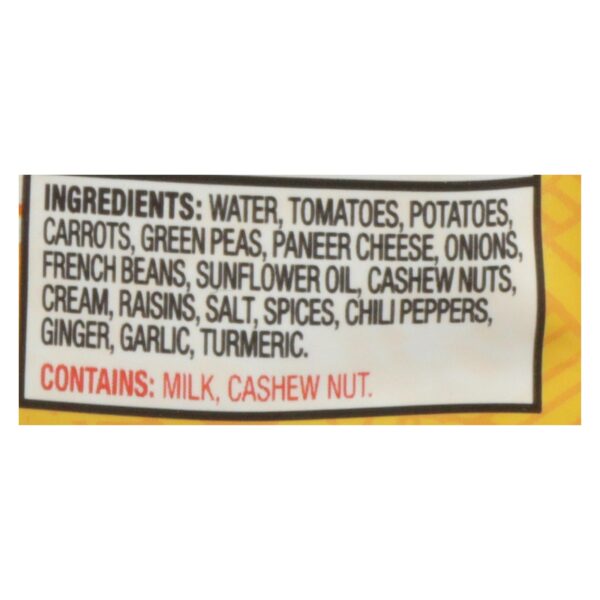 INGREDIENTS: WATER, TOMATOES, POTATOES,
CARROTS, GREEN PEAS, PANEER CHEESE, ONIONS,
FRENCH BEANS, SUNFLOWER OIL, CASHEW NUTS,
CREAM, RAISINS, SALT, SPICES, CHILI PEPPERS,
GINGER, GARLIC, TURMERIC.
CONTAINS: MILK, CASHEW NUT.